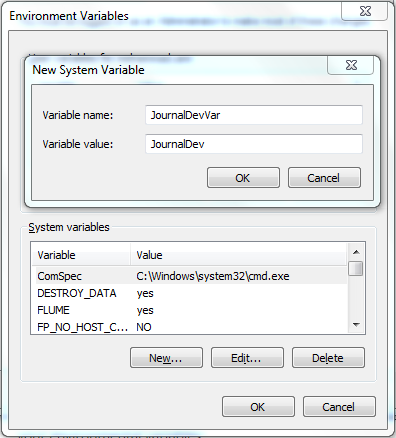 Environment Variables
New System Variable
Variable name: JournalDevVar
Variable value: JournalDev
OK Cancel
System variables
Variable Value
ComSpec C:\Windows\system32\cmd.exe
DESTROY_DATA yes
FLUME yes
FP_NO_HOST_C... NO
New... Edit... Delete
OK Cancel